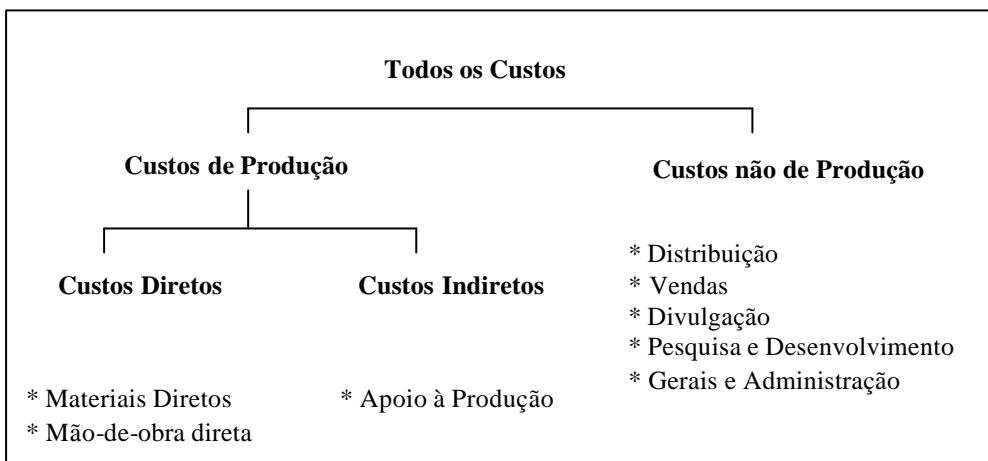 Todos os Custos
Custos de Produção
Custos não de Produção
Custos Diretos
Custos Indiretos
* Materiais Diretos
* Mão-de-obra direta
* Apoio à Produção
* Distribuição
* Vendas
* Divulgação
* Pesquisa e Desenvolvimento
* Gerais e Administração